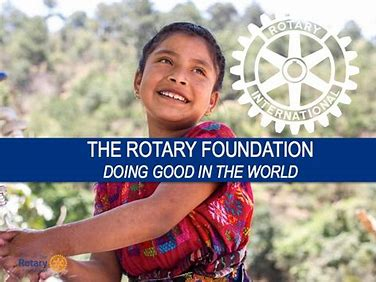 ROTARY
INTERNATIONAL
THE ROTARY FOUNDATION
DOING GOOD IN THE WORLD
Rotary